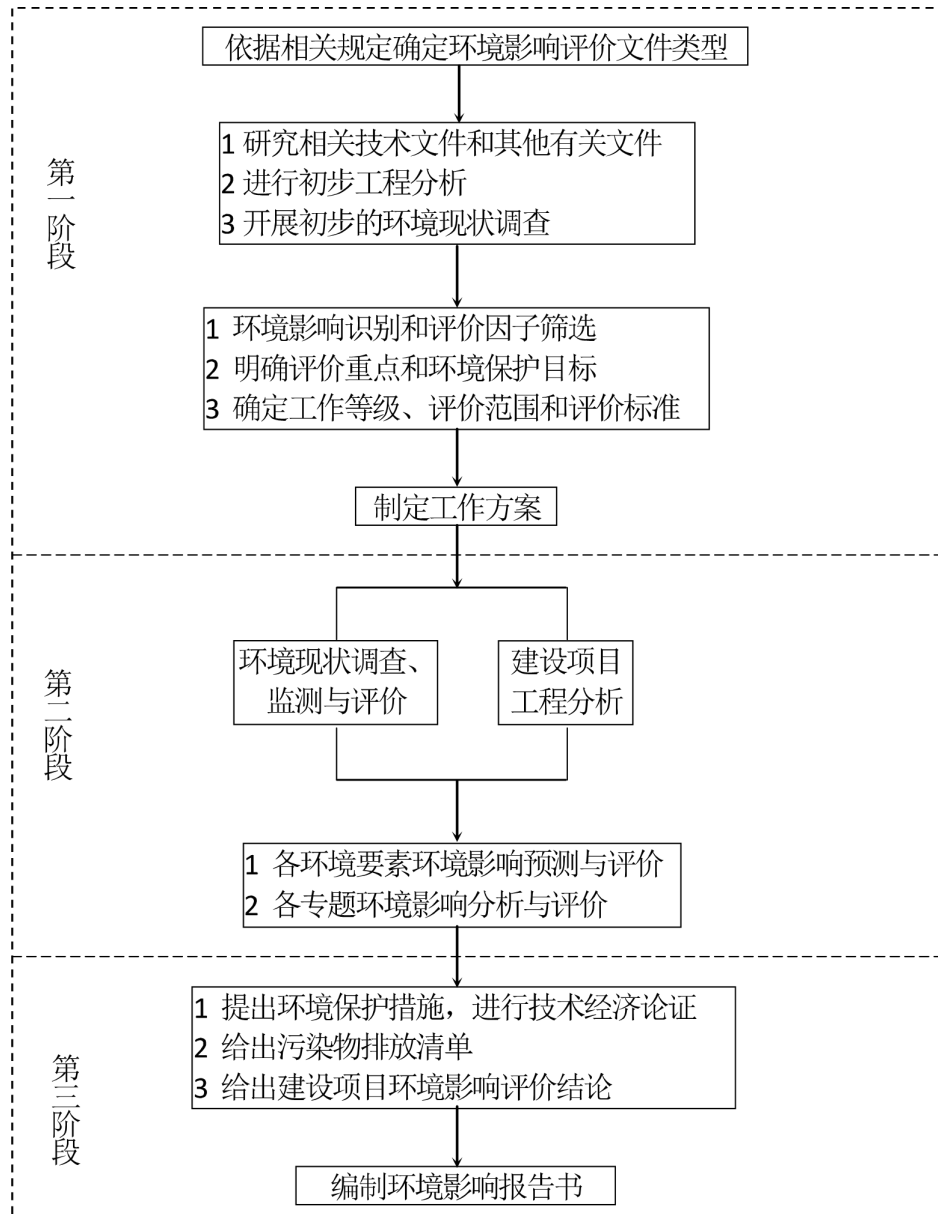 依据相关规定确定环境影响评价文件类型
第一阶段
1 研究相关技术文件和其他有关文件
2 进行初步工程分析
3 开展初步的环境现状调查
1 环境影响识别和评价因子筛选
2 明确评价重点和环境保护目标
3 确定工作等级、评价范围和评价标准
制定工作方案
第二阶段
环境现状调查、
监测与评价
建设项目
工程分析
1 各环境要素环境影响预测与评价
2 各专题环境影响分析与评价
第三阶段
1 提出环境保护措施，进行技术经济论证
2 给出污染物排放清单
3 给出建设项目环境影响评价结论
编制环境影响报告书